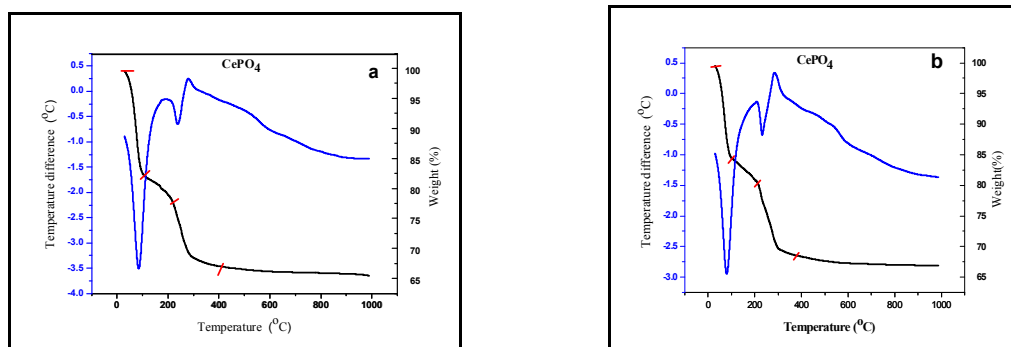 CePO4
a
0.5
0.0
-0.5
-1.0
-1.5
-2.0
-2.5
-3.0
-3.5
-4.0
Temperature difference (OC)
100
95
90
85
80
75
70
65
Weight (%)
0 200 400 600 800 1000
Temperature (OC)
CePO4
b
0.5
0.0
-0.5
-1.0
-1.5
-2.0
-2.5
-3.0
Temperature difference (OC)
100
95
90
85
80
75
70
65
Weight(%)
0 200 400 600 800 1000
Temperature (OC)